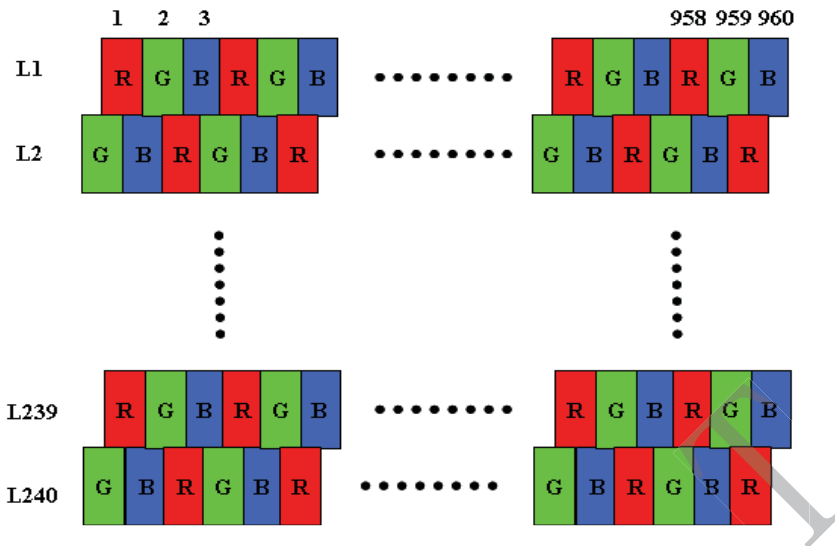 1 2 3 958 959 960
L1 R G B R G B R G B R G B
L2 G B R G B R G B R G B R
L239 R G B R G B R G B R G B
L240 G B R G B R G B R G B R
T